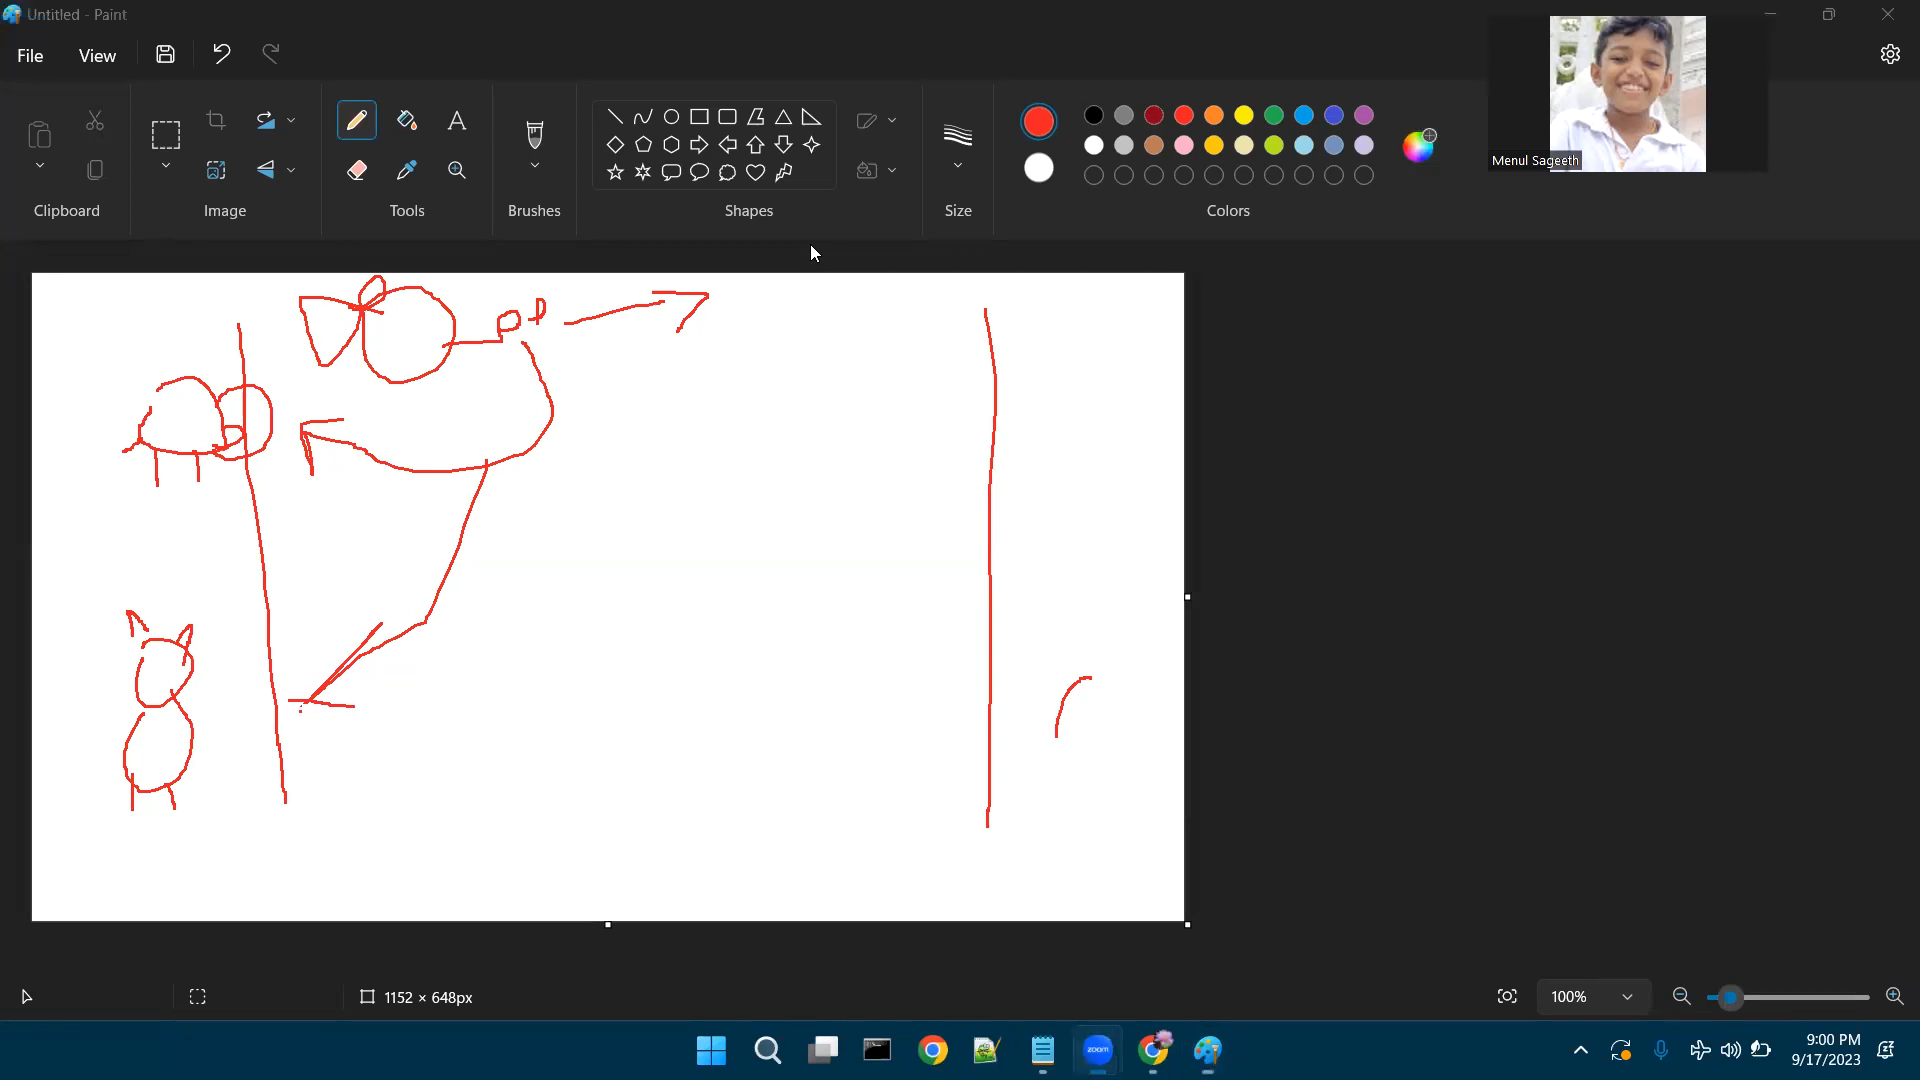 Untitled - Paint
File View
Menul Sageeth
Clipboard Image Tools Brushes Shapes Size Colors
1152 × 648px
100%
zoom
9:00 PM
9/17/2023